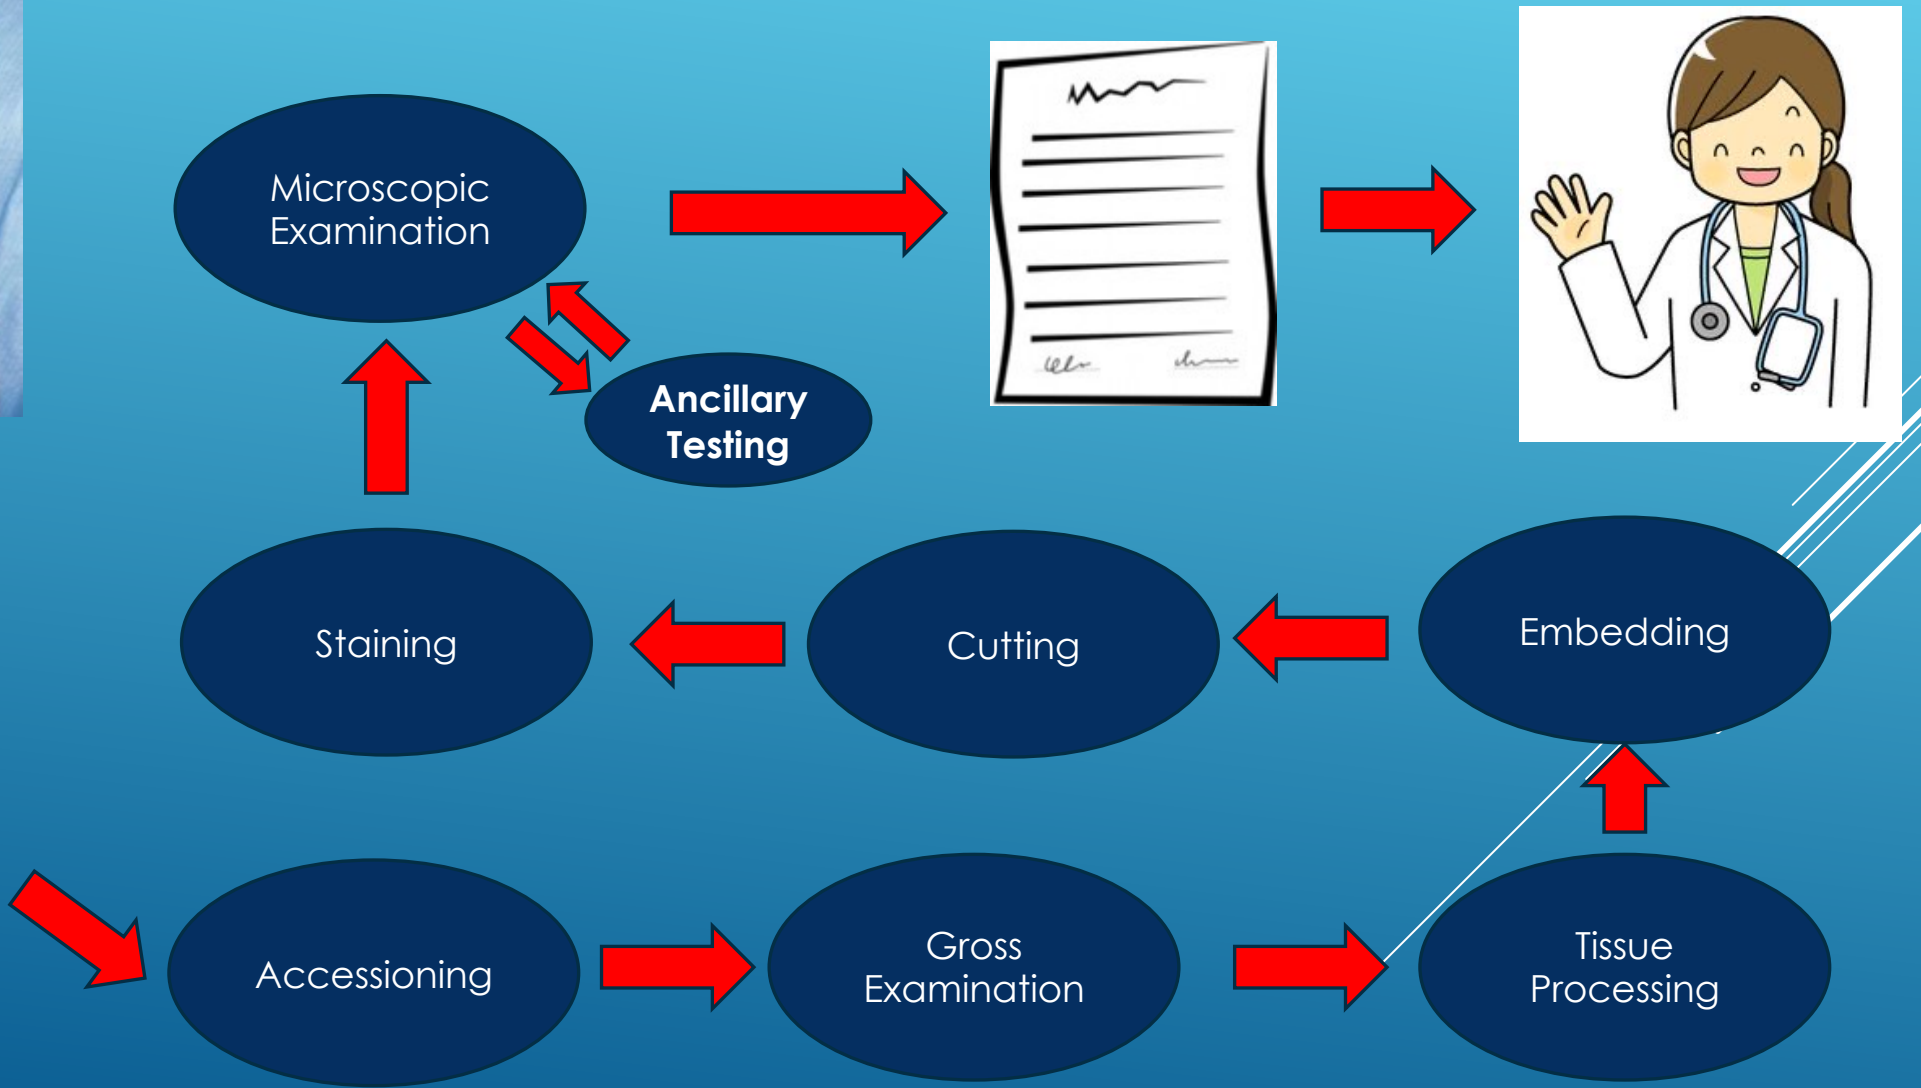 Microscopic
Examination
Ancillary
Testing
Staining
Cutting
Embedding
Accessioning
Gross
Examination
Tissue
Processing